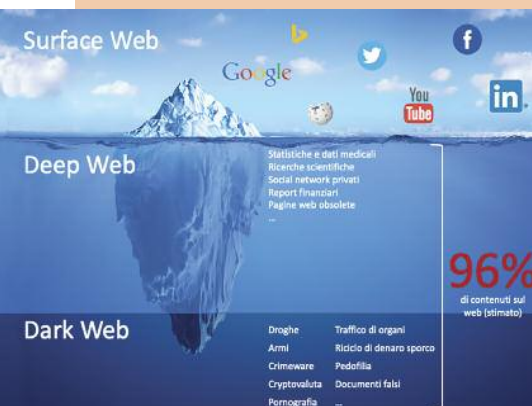 Surface Web
Google
f
You
Tube
in
Deep Web
Statistiche e dati medicali
Ricerche scientifiche
Social network privati
Report finanziari
Pagine web obsolete
...
96%
di contenuti sul
web (stimato)
Dark Web
Droghe
Armi
Crimeware
Cryptovaluta
Pornografia
Traffico di organi
Riciclo di denaro sporco
Pedofilia
Documenti falsi
...